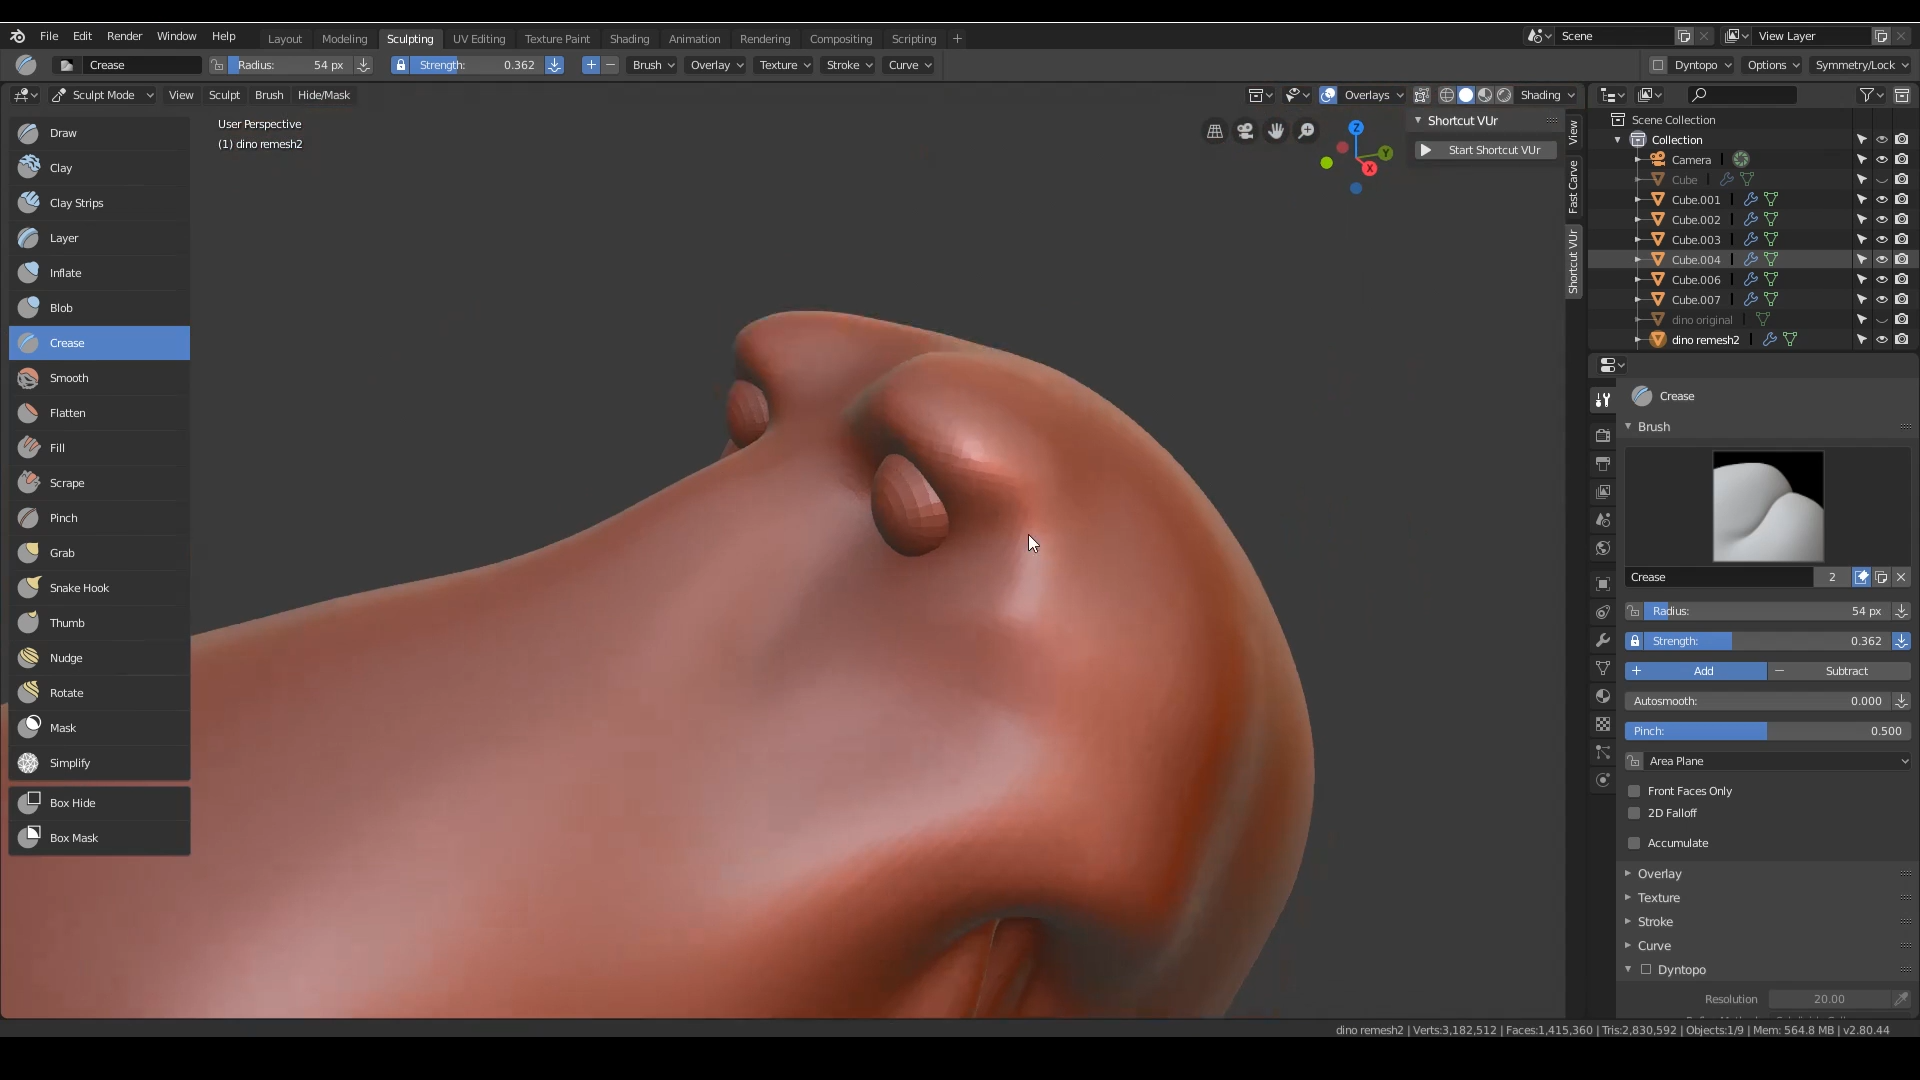 File Edit Render Window Help Layout Modeling Sculpting UV Editing Texture Paint Shading Animation Rendering Compositing Scripting + Scene View Layer
Crease Radius: 54 px Strength: 0.362 Brush Overlay Texture Stroke Curve Dyntopo Options Symmetry/Lock
Sculpt Mode View Sculpt Brush Hide/Mask Overlays Shading
User Perspective
(1) dino remesh2
Draw
Clay
Clay Strips
Layer
Inflate
Blob
Crease
Smooth
Flatten
Fill
Scrape
Pinch
Grab
Snake Hook
Thumb
Nudge
Rotate
Mask
Simplify
Box Hide
Box Mask
Z
Y
X
Shortcut VUr
Start Shortcut VUr
View
Fast Carve
Shortcut VUr
Scene Collection
Collection
Camera
Cube
Cube.001
Cube.002
Cube.003
Cube.004
Cube.006
Cube.007
dino original
dino remesh2
Crease
Brush
Crease 2
Radius: 54 px
Strength: 0.362
Add Subtract
Autosmooth: 0.000
Pinch: 0.500
Area Plane
Front Faces Only
2D Falloff
Accumulate
Overlay
Texture
Stroke
Curve
Dyntopo
Resolution 20.00
dino remesh2 | Verts:3,182,512 | Faces:1,415,360 | Tris:2,830,592 | Objects:1/9 | Mem: 564.8 MB | v2.80.44